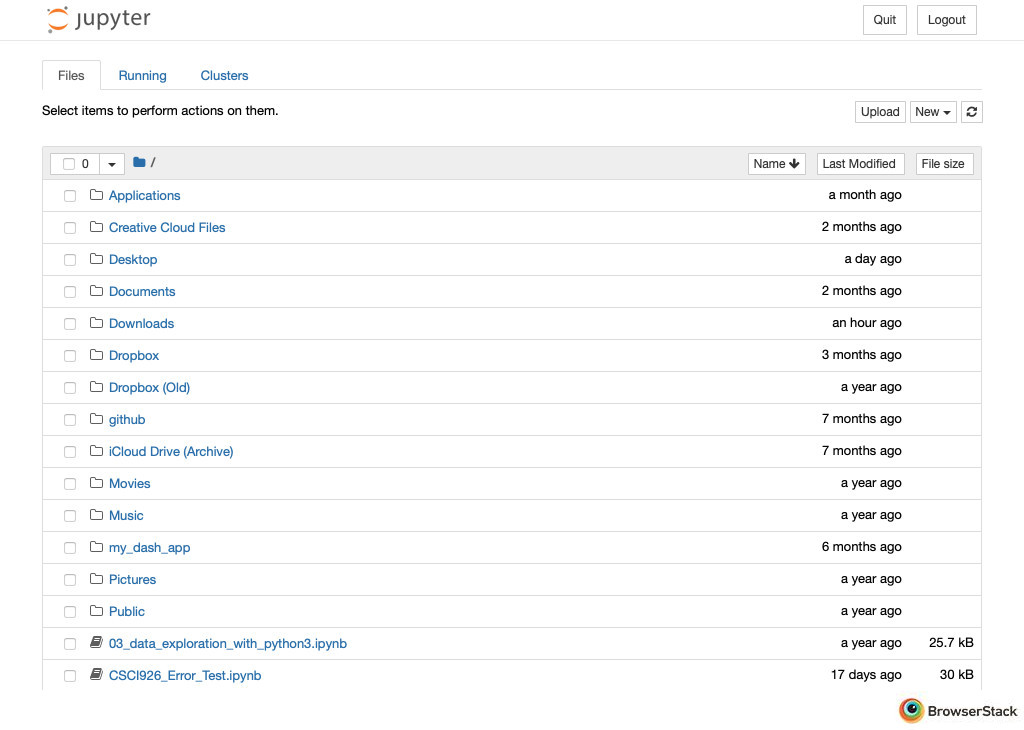 jupyter Quit Logout
Files Running Clusters
Select items to perform actions on them. Upload New
0 / Name Last Modified File size
Applications a month ago
Creative Cloud Files 2 months ago
Desktop a day ago
Documents 2 months ago
Downloads an hour ago
Dropbox 3 months ago
Dropbox (Old) a year ago
github 7 months ago
iCloud Drive (Archive) 7 months ago
Movies a year ago
Music a year ago
my_dash_app 6 months ago
Pictures a year ago
Public a year ago
03_data_exploration_with_python3.ipynb a year ago 25.7 kB
CSCI926_Error_Test.ipynb 17 days ago 30 kB
BrowserStack